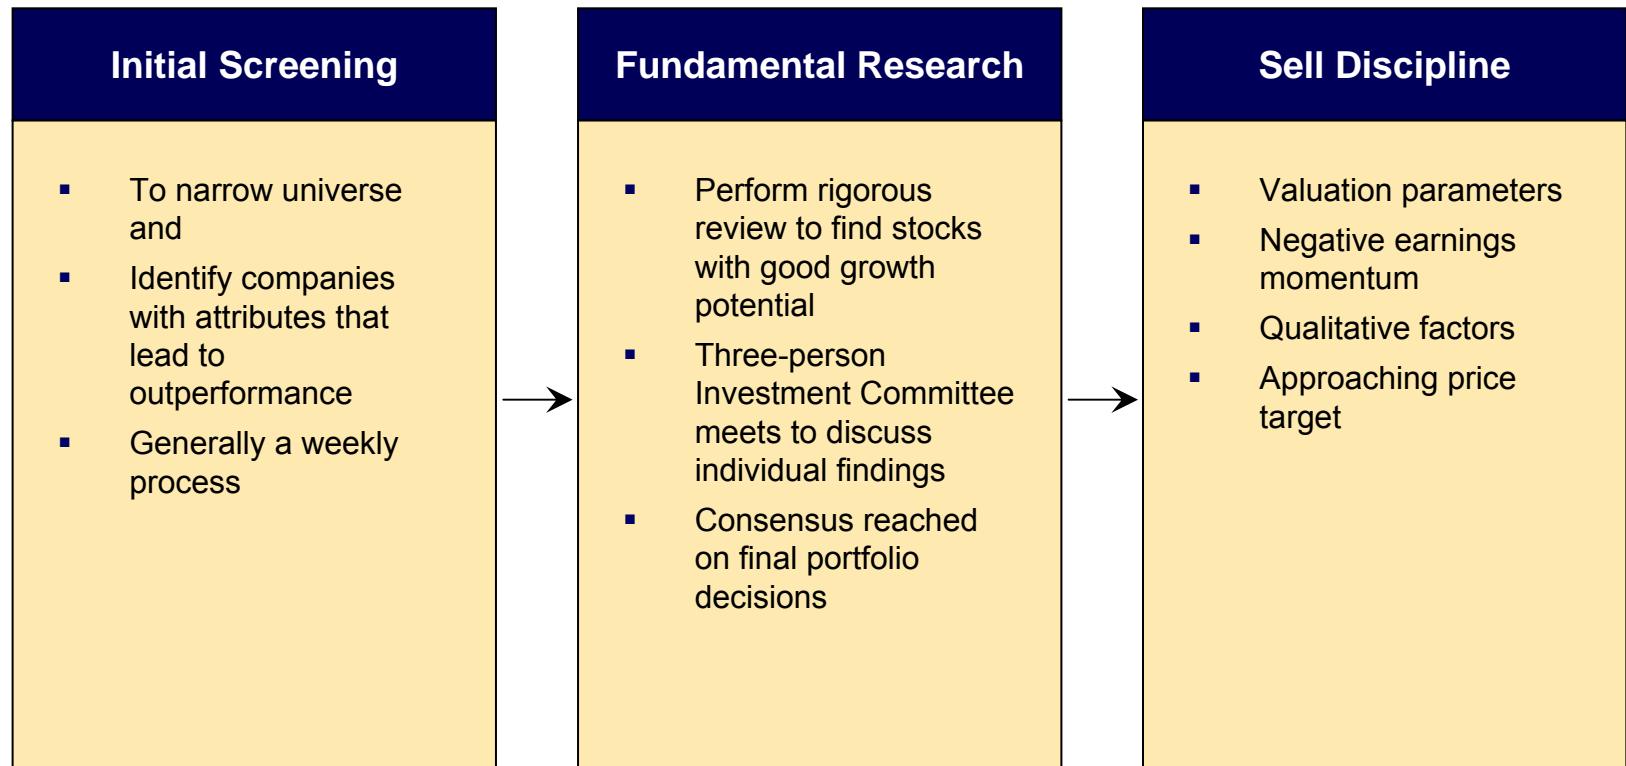 Initial Screening
▪ To narrow universe
and
▪ Identify companies
with attributes that
lead to
outperformance
▪ Generally a weekly
process
Fundamental Research
▪ Perform rigorous
review to find stocks
with good growth
potential
▪ Three-person
Investment Committee
meets to discuss
individual findings
▪ Consensus reached
on final portfolio
decisions
Sell Discipline
▪ Valuation parameters
▪ Negative earnings
momentum
▪ Qualitative factors
▪ Approaching price
target